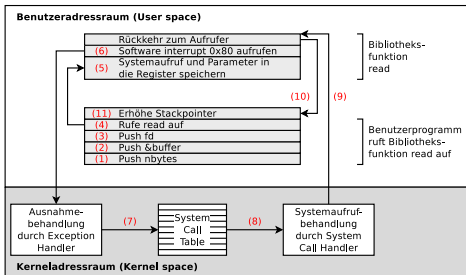 Benutzeradressraum (User space)
Rückkehr zum Aufrufer
(6) Software interrupt 0x80 aufrufen
(5) Systemaufruf und Parameter in
die Register speichern
Bibliotheks-
funktion
read
(10)
(9)
(11) Erhöhe Stackpointer
(4) Rufe read auf
(3) Push fd
(2) Push &buffer
(1) Push nbytes
Benutzerprogramm
ruft Bibliotheks-
funktion read auf
Ausnahme-
behandlung
durch Exception
Handler
(7)
System
Call
Table
(8)
Systemaufruf-
behandlung
durch System
Call Handler
Kerneladressraum (Kernel space)